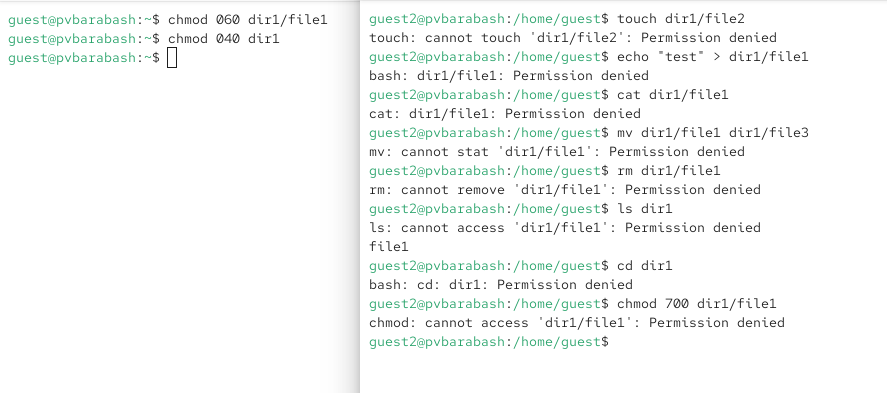 guest@pvbarabash:~$ chmod 060 dir1/file1
guest@pvbarabash:~$ chmod 040 dir1
guest@pvbarabash:~$
guest2@pvbarabash:/home/guest$ touch dir1/file2
touch: cannot touch 'dir1/file2': Permission denied
guest2@pvbarabash:/home/guest$ echo "test" > dir1/file1
bash: dir1/file1: Permission denied
guest2@pvbarabash:/home/guest$ cat dir1/file1
cat: dir1/file1: Permission denied
guest2@pvbarabash:/home/guest$ mv dir1/file1 dir1/file3
mv: cannot stat 'dir1/file1': Permission denied
guest2@pvbarabash:/home/guest$ rm dir1/file1
rm: cannot remove 'dir1/file1': Permission denied
guest2@pvbarabash:/home/guest$ ls dir1
ls: cannot access 'dir1/file1': Permission denied
file1
guest2@pvbarabash:/home/guest$ cd dir1
bash: cd: dir1: Permission denied
guest2@pvbarabash:/home/guest$ chmod 700 dir1/file1
chmod: cannot access 'dir1/file1': Permission denied
guest2@pvbarabash:/home/guest$